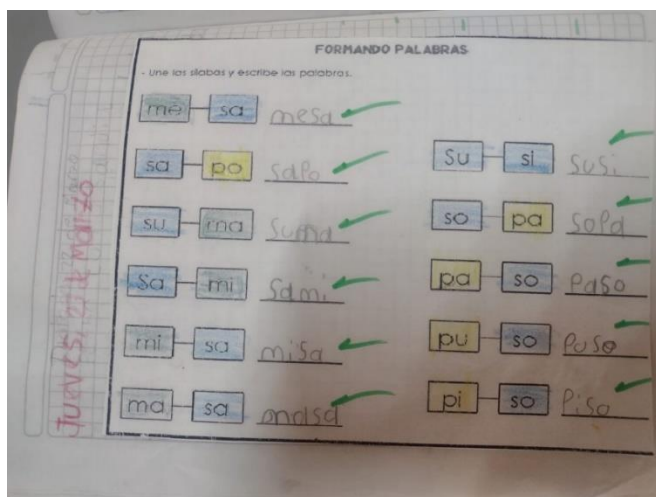 FORMANDO PALABRAS
- Une las sílabas y escribe las palabras.
me sa mesa
sa po sapo
su ma suma
Sa mi Sami
mi sa misa
ma sa masa
Su si Susi
so pa sopa
pa so paso
pu so puso
pi so Piso
Jueves, 21 de Marzo